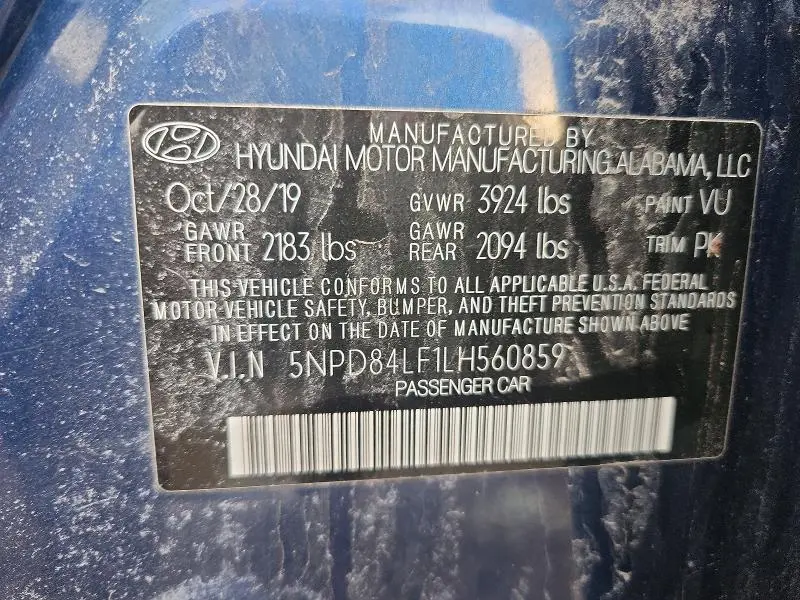 MANUFACTURED BY
HYUNDAI MOTOR MANUFACTURING ALABAMA, LLC
Oct/28/19 GVWR 3924 lbs PAINT VU
GAWR FRONT 2183 lbs GAWR REAR 2094 lbs TRIM PK
THIS VEHICLE CONFORMS TO ALL APPLICABLE U.S.A. FEDERAL
MOTOR VEHICLE SAFETY, BUMPER, AND THEFT PREVENTION STANDARDS
IN EFFECT ON THE DATE OF MANUFACTURE SHOWN ABOVE
V.I.N 5NPD84LF1LH560859
PASSENGER CAR